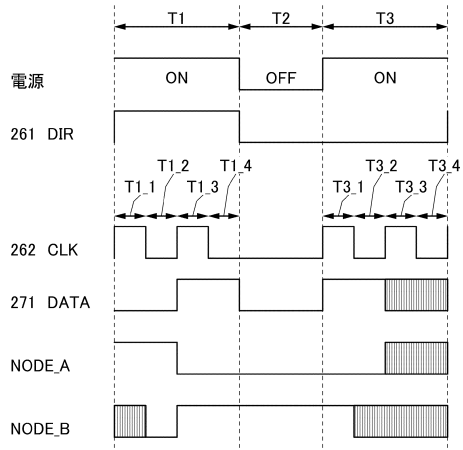 T1 T2 T3
電源 ON OFF ON
261 DIR
T1_2 T1_4 T3_2 T3_4
T1_1 T1_3 T3_1 T3_3
262 CLK
271 DATA
NODE_A
NODE_B